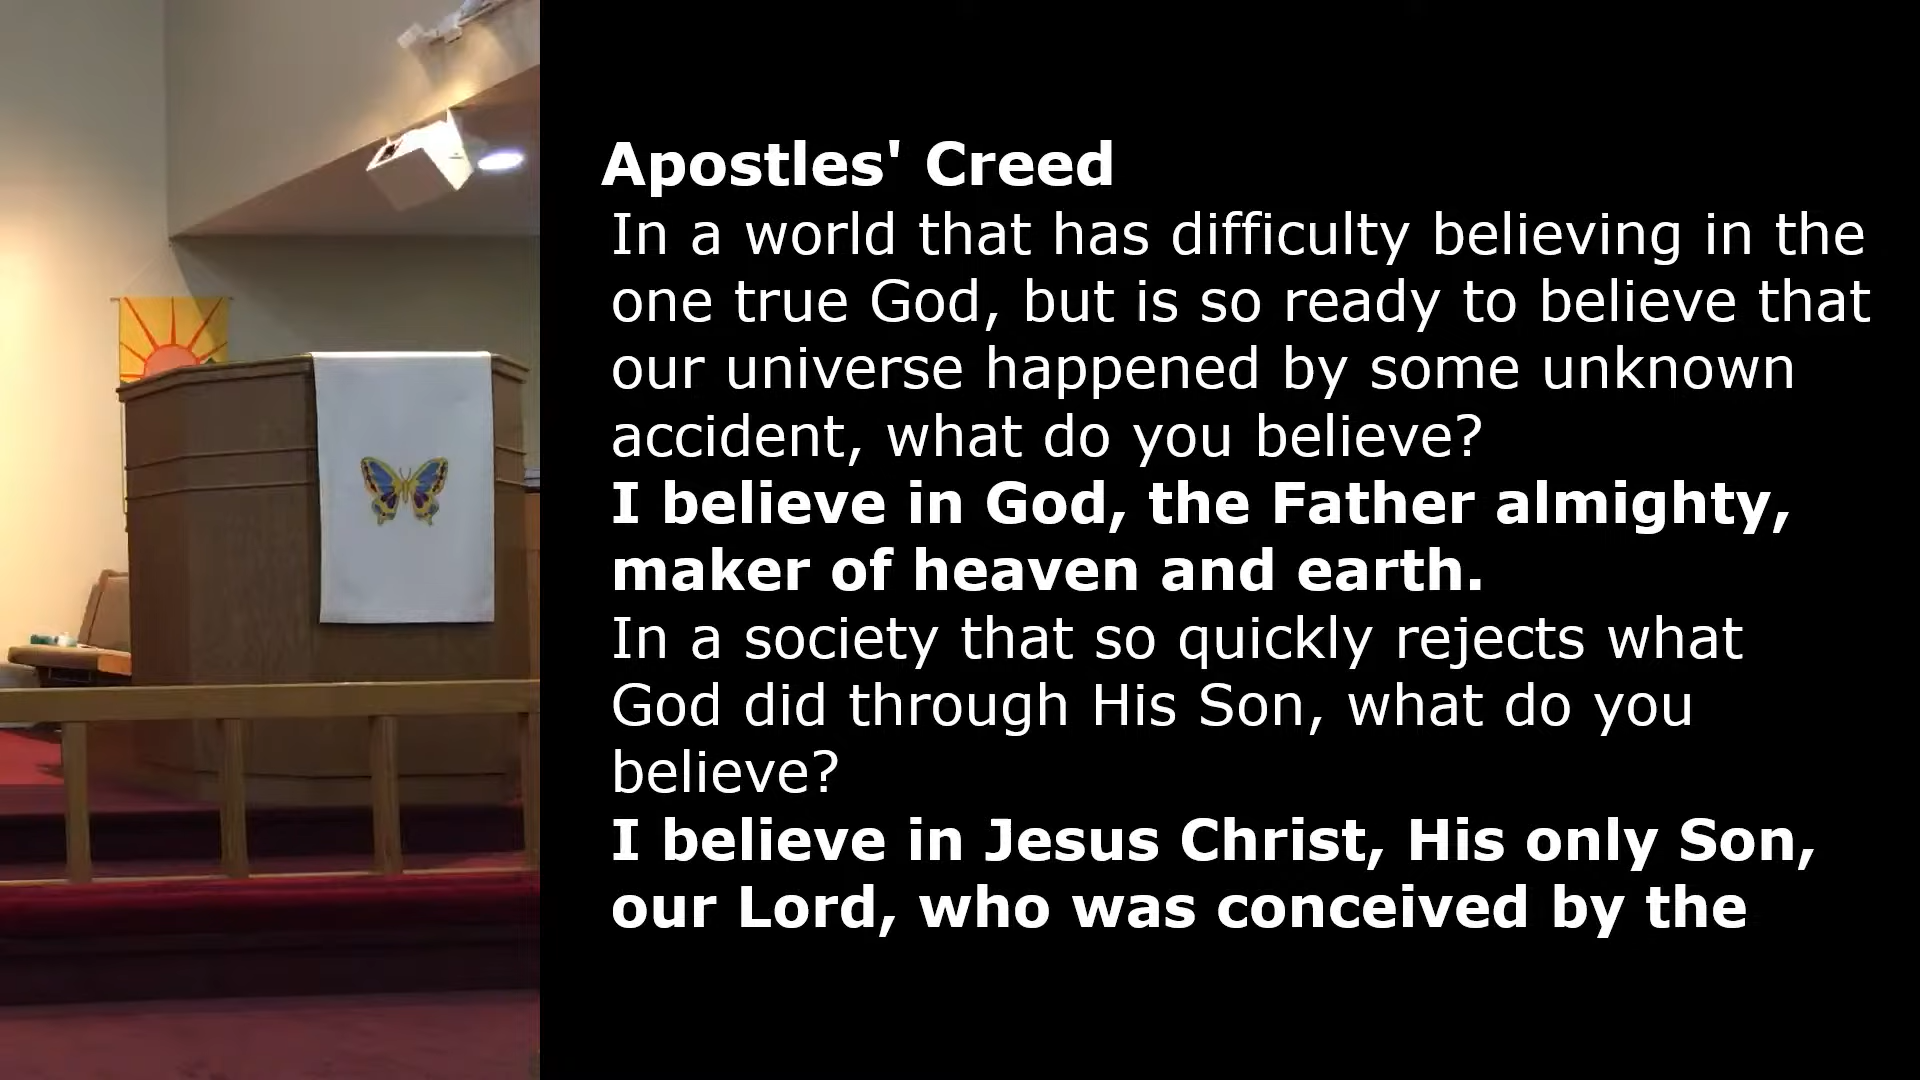 Apostles' Creed
In a world that has difficulty believing in the
one true God, but is so ready to believe that
our universe happened by some unknown
accident, what do you believe?
I believe in God, the Father almighty,
maker of heaven and earth.
In a society that so quickly rejects what
God did through His Son, what do you
believe?
I believe in Jesus Christ, His only Son,
our Lord, who was conceived by the